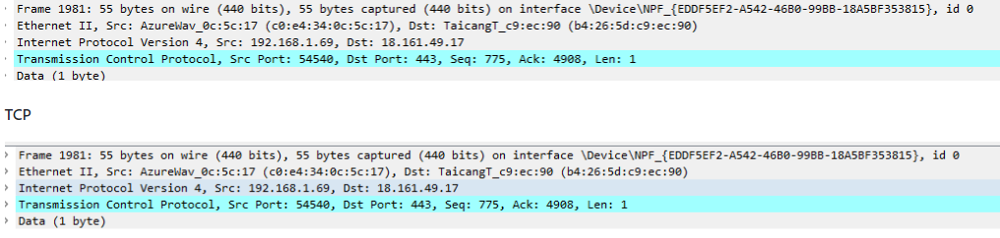 Frame 1981: 55 bytes on wire (440 bits), 55 bytes captured (440 bits) on interface \Device\NPF_{EDDF5EF2-A542-46B0-99BB-18A5BF353815}, id 0
Ethernet II, Src: AzureWav_0c:5c:17 (c0:e4:34:0c:5c:17), Dst: TaicangT_c9:ec:90 (b4:26:5d:c9:ec:90)
Internet Protocol Version 4, Src: 192.168.1.69, Dst: 18.161.49.17
Transmission Control Protocol, Src Port: 54540, Dst Port: 443, Seq: 775, Ack: 4908, Len: 1
Data (1 byte)
TCP
Frame 1981: 55 bytes on wire (440 bits), 55 bytes captured (440 bits) on interface \Device\NPF_{EDDF5EF2-A542-46B0-99BB-18A5BF353815}, id 0
Ethernet II, Src: AzureWav_0c:5c:17 (c0:e4:34:0c:5c:17), Dst: TaicangT_c9:ec:90 (b4:26:5d:c9:ec:90)
Internet Protocol Version 4, Src: 192.168.1.69, Dst: 18.161.49.17
Transmission Control Protocol, Src Port: 54540, Dst Port: 443, Seq: 775, Ack: 4908, Len: 1
Data (1 byte)